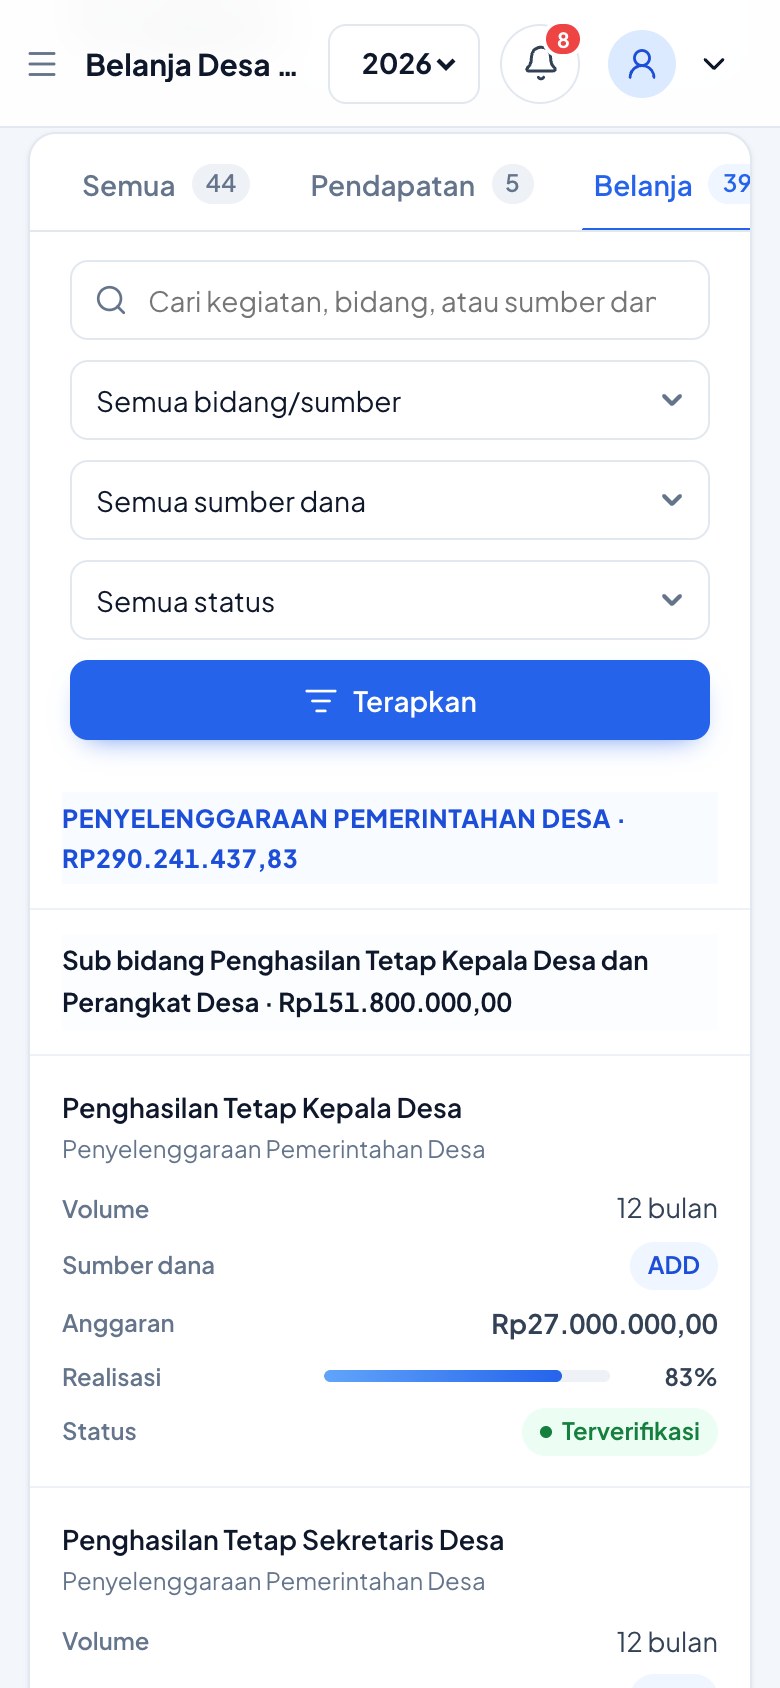 Belanja Desa ...
2026
8
Semua 44 Pendapatan 5 Belanja 39
Cari kegiatan, bidang, atau sumber dar
Semua bidang/sumber
Semua sumber dana
Semua status
Terapkan
PENYELENGGARAAN PEMERINTAHAN DESA ·
RP290.241.437,83
Sub bidang Penghasilan Tetap Kepala Desa dan
Perangkat Desa · Rp151.800.000,00
Penghasilan Tetap Kepala Desa
Penyelenggaraan Pemerintahan Desa
Volume 12 bulan
Sumber dana ADD
Anggaran Rp27.000.000,00
Realisasi 83%
Status Terverifikasi
Penghasilan Tetap Sekretaris Desa
Penyelenggaraan Pemerintahan Desa
Volume 12 bulan